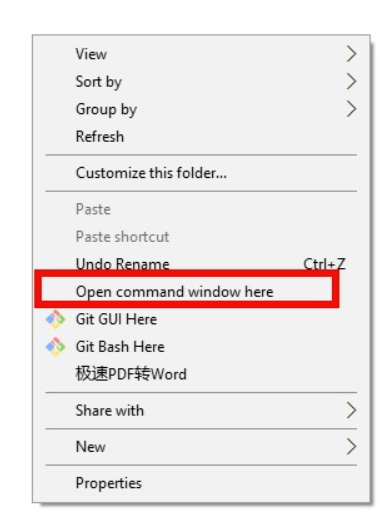 View
Sort by
Group by
Refresh
Customize this folder...
Paste
Paste shortcut
Undo Rename Ctrl+Z
Open command window here
Git GUI Here
Git Bash Here
极速PDF转Word
Share with
New
Properties